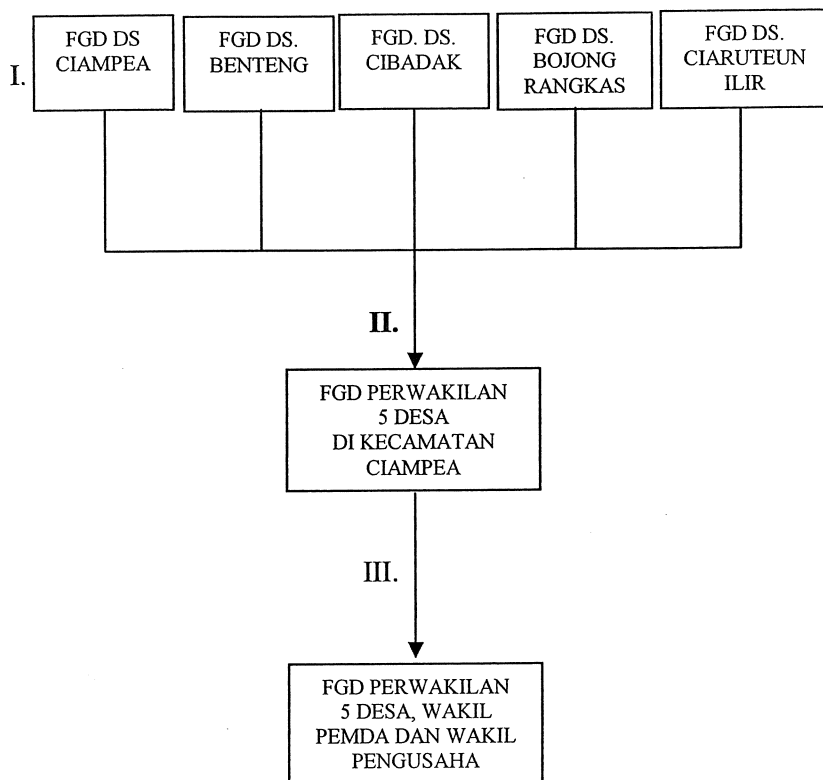 I.
FGD DS
CIAMPEA
FGD DS.
BENTENG
FGD. DS.
CIBADAK
FGD DS.
BOJONG
RANGKAS
FGD DS.
CIARUTEUN
ILIR
II.
FGD PERWAKILAN
5 DESA
DI KECAMATAN
CIAMPEA
III.
FGD PERWAKILAN
5 DESA, WAKIL
PEMDA DAN WAKIL
PENGUSAHA